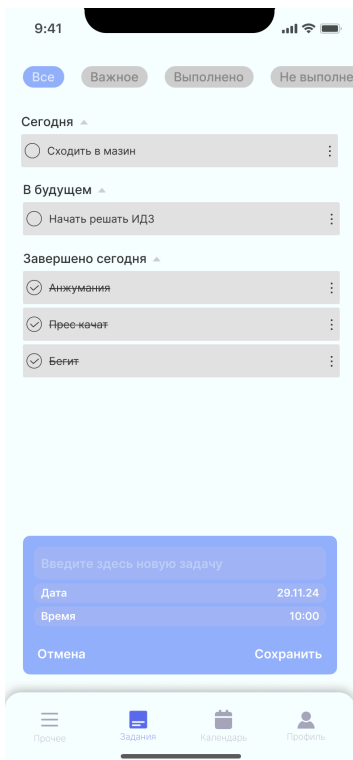 9:41
Все Важное Выполнено Не выполне
Сегодня
Сходить в мазин
В будущем
Начать решать ИДЗ
Завершено сегодня
Анжумания
Прес качат
Бегит
Введите здесь новую задачу
Дата 29.11.24
Время 10:00
Отмена Сохранить
Прочее Задания Календарь Профиль